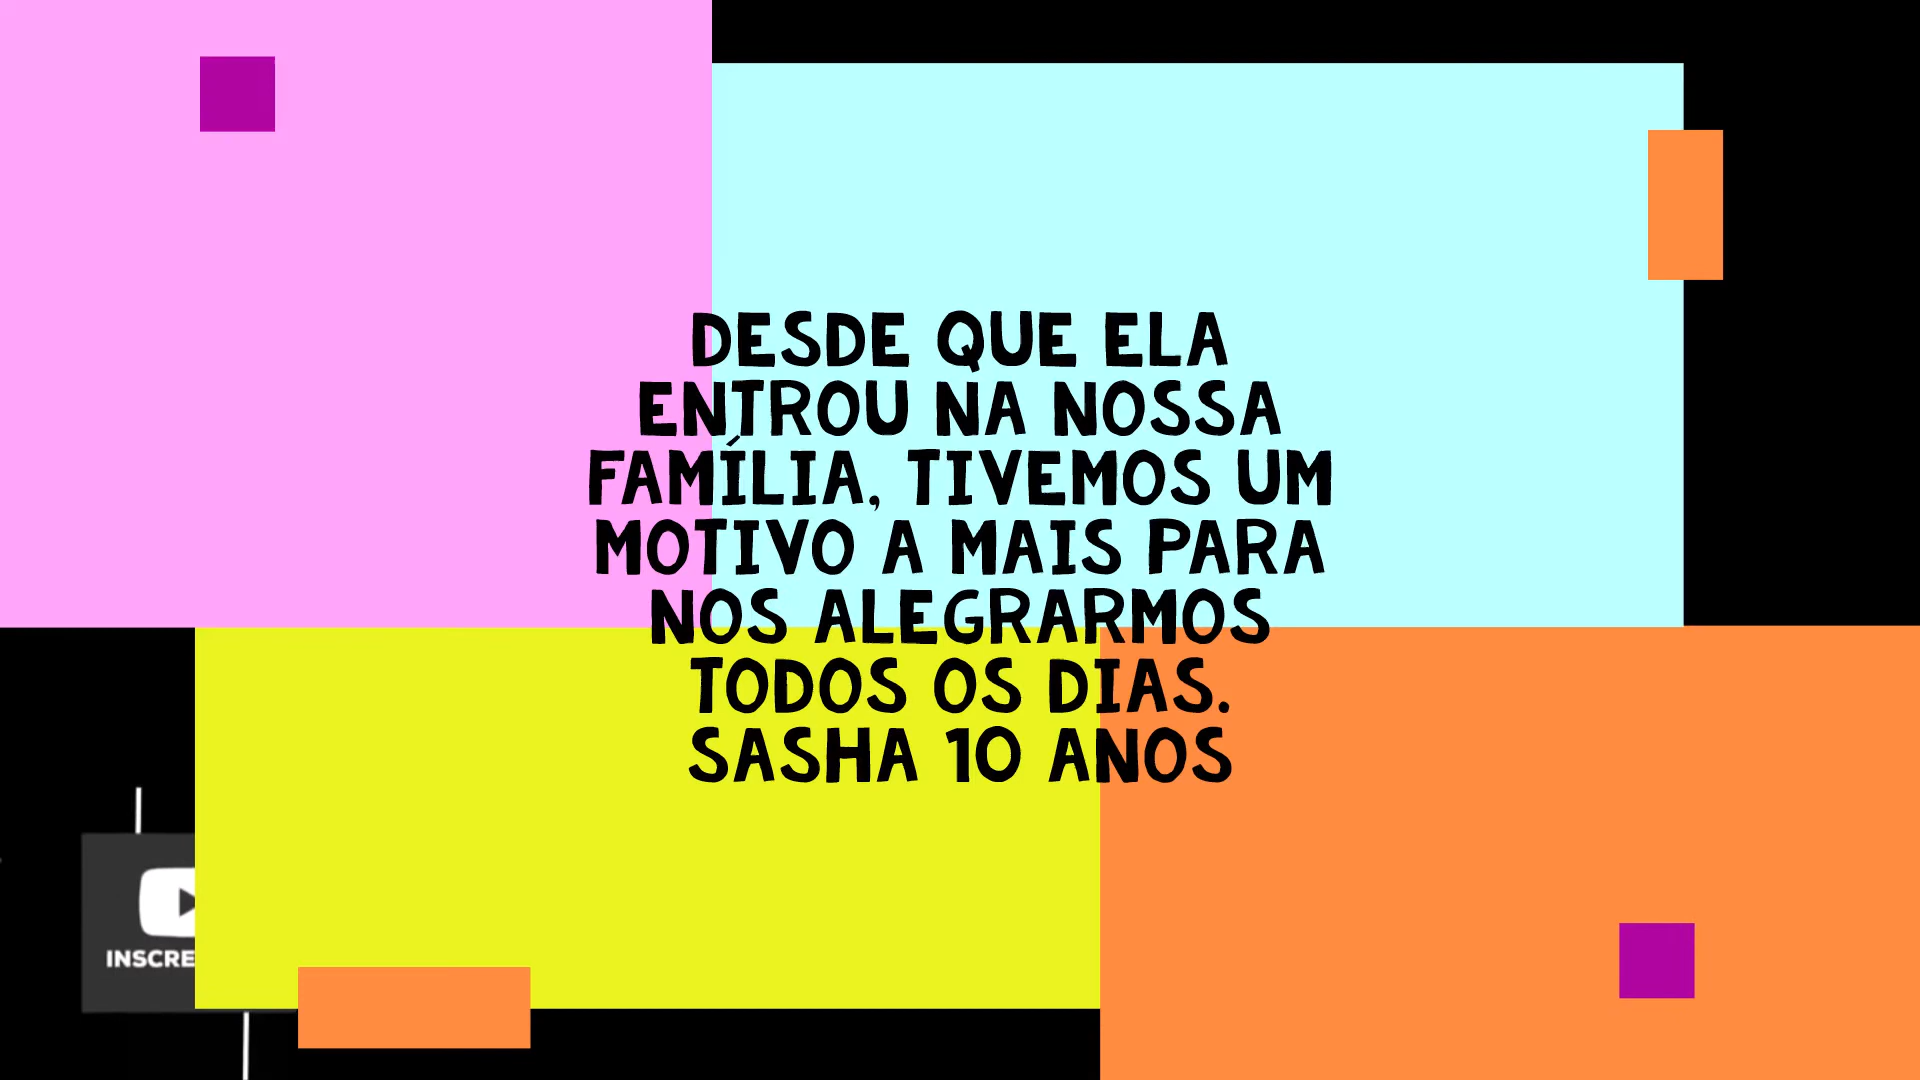 DESDE QUE ELA
ENTROU NA NOSSA
FAMÍLIA, TIVEMOS UM
MOTIVO A MAIS PARA
NOS ALEGRARMOS
TODOS OS DIAS.
SASHA 10 ANOS
INSCRE